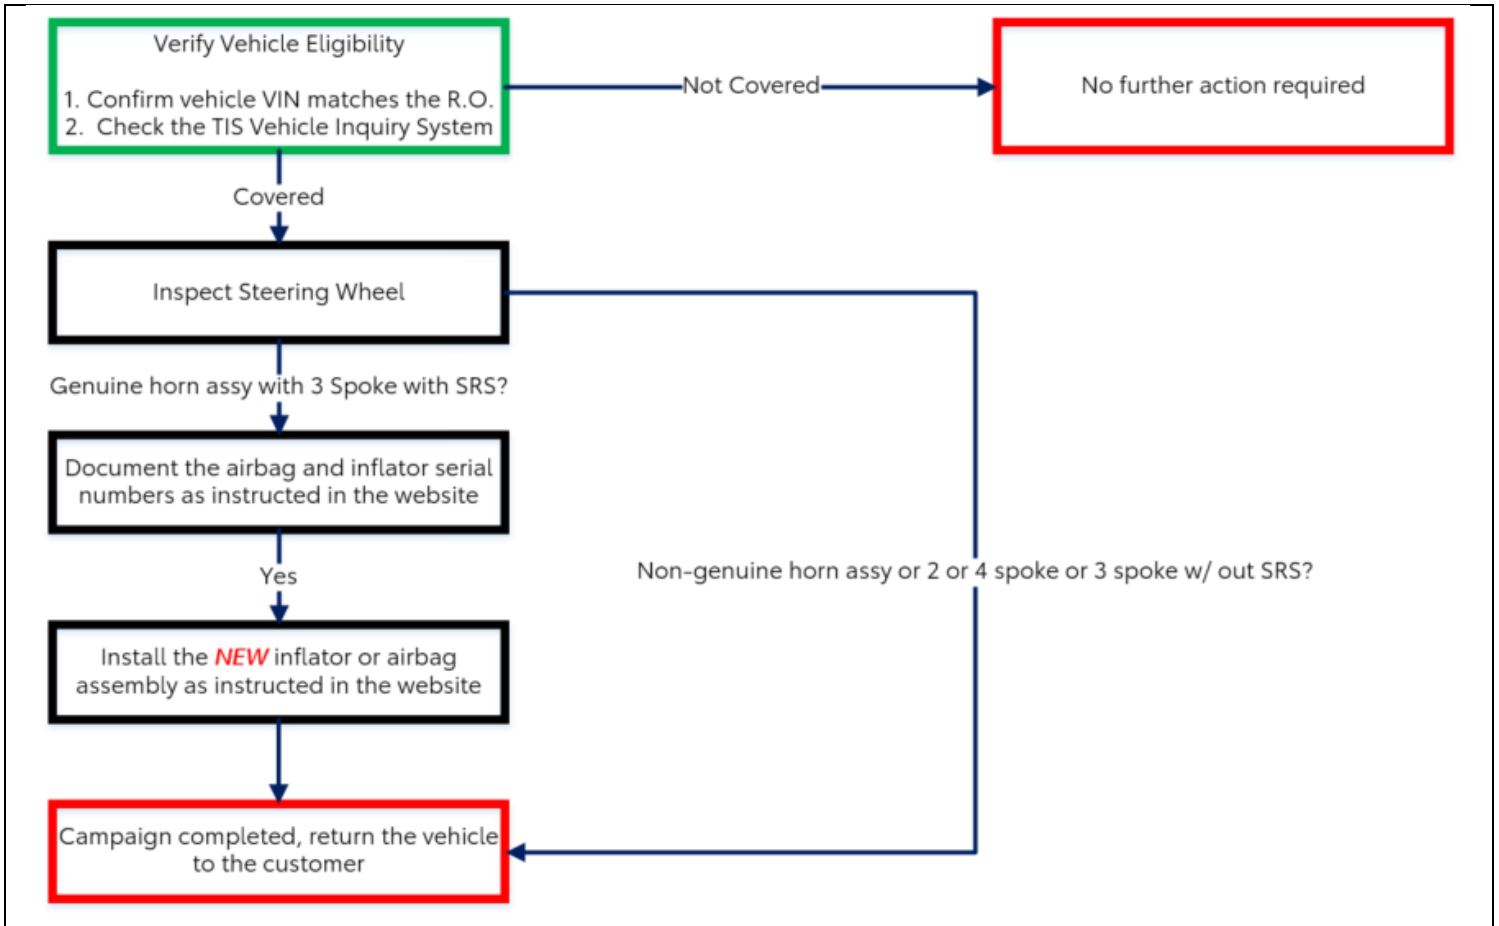 Verify Vehicle Eligibility
1. Confirm vehicle VIN matches the R.O.
2. Check the TIS Vehicle Inquiry System
Not Covered
No further action required
Covered
Inspect Steering Wheel
Genuine horn assy with 3 Spoke with SRS?
Document the airbag and inflator serial
numbers as instructed in the website
Yes
Non-genuine horn assy or 2 or 4 spoke or 3 spoke w/ out SRS?
Install the NEW inflator or airbag
assembly as instructed in the website
Campaign completed, return the vehicle
to the customer